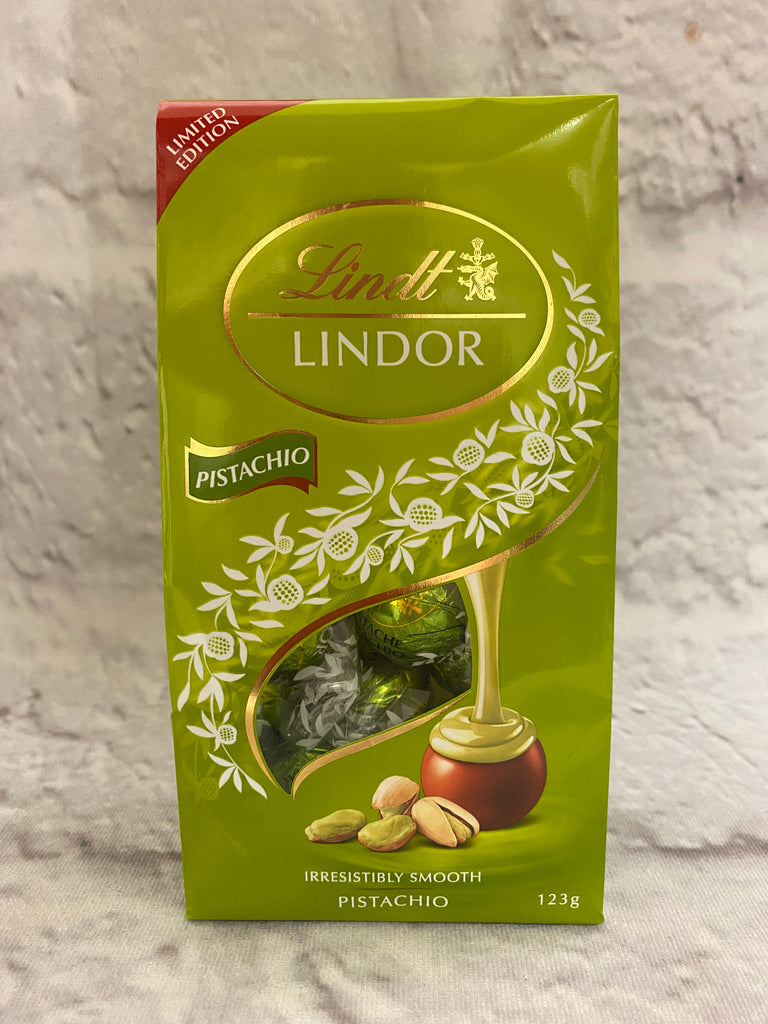 LIMITED
EDITION
Lindt
LINDOR
PISTACHIO
IRRESISTIBLY SMOOTH
PISTACHIO
123g